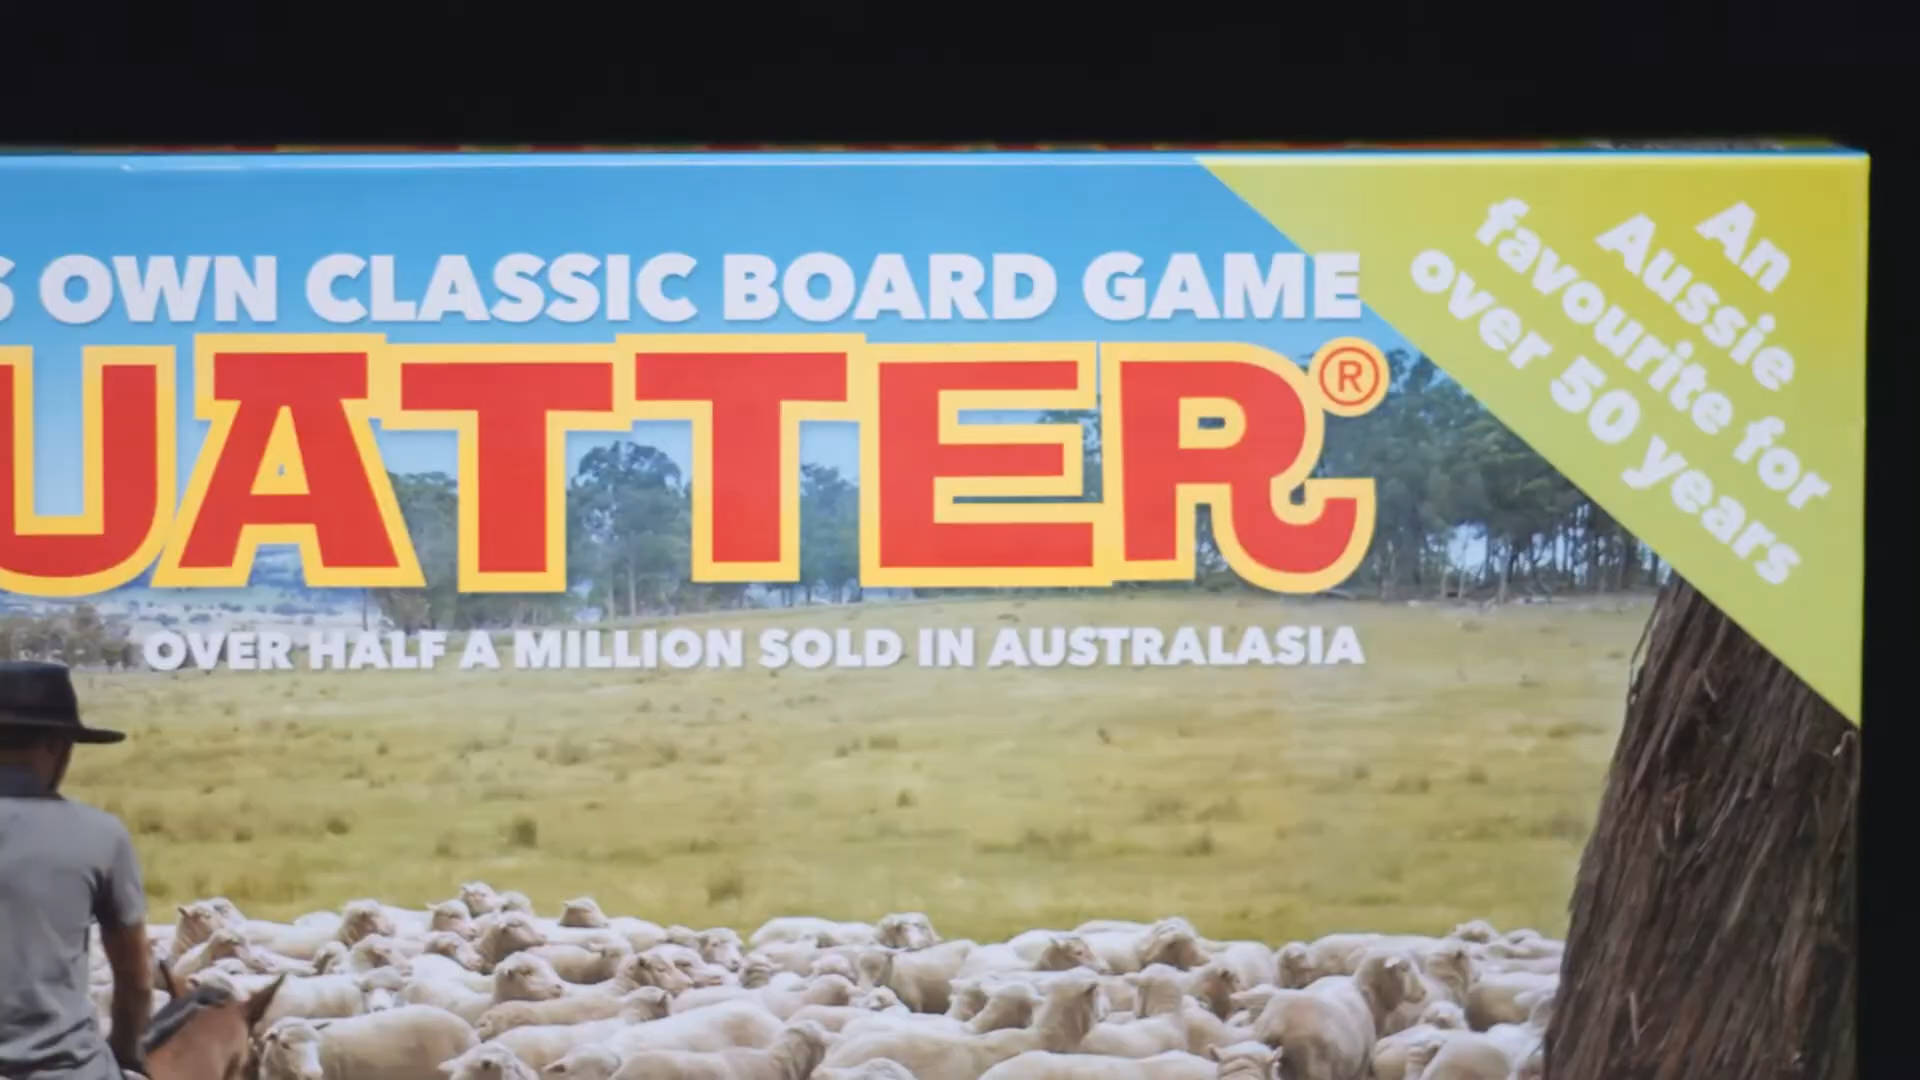 S OWN CLASSIC BOARD GAME
UATTER®
OVER HALF A MILLION SOLD IN AUSTRALASIA
An
Aussie
favourite for
over 50 years